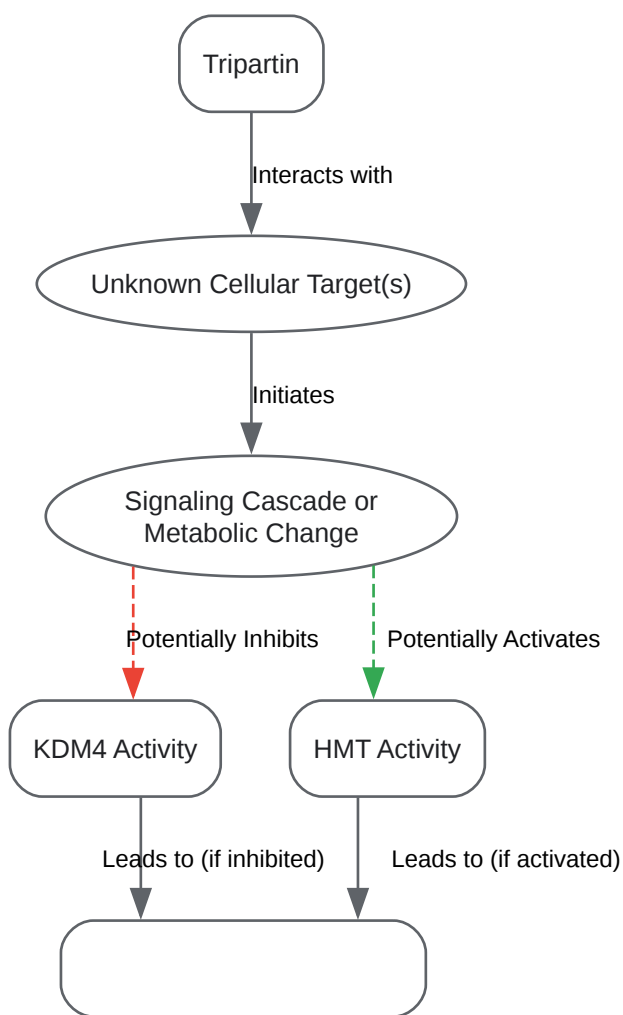 Tripartin
Interacts with
Unknown Cellular Target(s)
Initiates
Signaling Cascade or
Metabolic Change
Potentially Inhibits
Potentially Activates
KDM4 Activity
HMT Activity
Leads to (if inhibited)
Leads to (if activated)